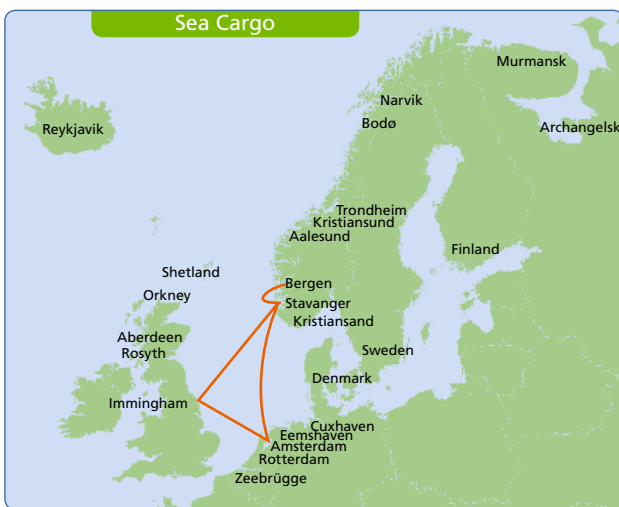 Sea Cargo
Murmansk
Narvik
Bodø
Reykjavik
Archangelsk
Trondheim
Kristiansund
Aalesund
Finland
Shetland
Bergen
Orkney
Stavanger
Kristiansand
Aberdeen
Rosyth
Sweden
Denmark
Immingham
Cuxhaven
Eemshaven
Amsterdam
Rotterdam
Zeebrügge